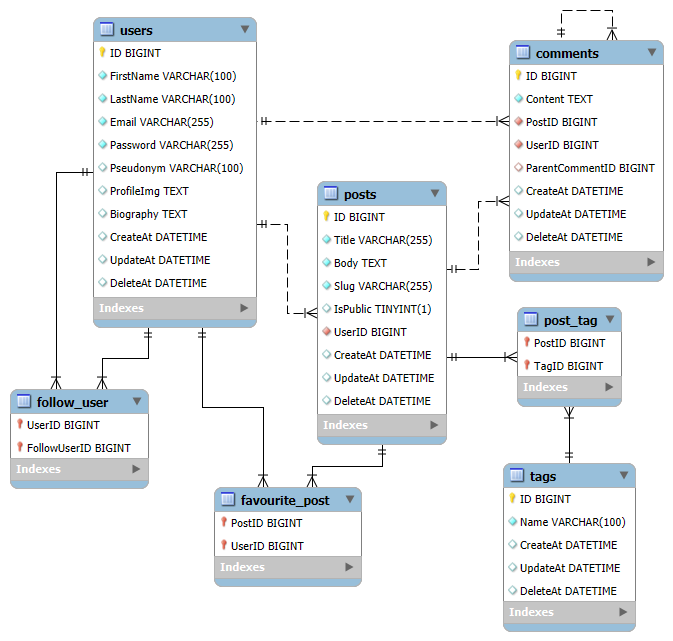 users
ID BIGINT
FirstName VARCHAR(100)
LastName VARCHAR(100)
Email VARCHAR(255)
Password VARCHAR(255)
Pseudonym VARCHAR(100)
ProfileImg TEXT
Biography TEXT
CreateAt DATETIME
UpdateAt DATETIME
DeleteAt DATETIME
Indexes
comments
ID BIGINT
Content TEXT
PostID BIGINT
UserID BIGINT
ParentCommentID BIGINT
CreateAt DATETIME
UpdateAt DATETIME
DeleteAt DATETIME
Indexes
posts
ID BIGINT
Title VARCHAR(255)
Body TEXT
Slug VARCHAR(255)
IsPublic TINYINT(1)
UserID BIGINT
CreateAt DATETIME
UpdateAt DATETIME
DeleteAt DATETIME
Indexes
post_tag
PostID BIGINT
TagID BIGINT
Indexes
follow_user
UserID BIGINT
FollowUserID BIGINT
Indexes
favourite_post
PostID BIGINT
UserID BIGINT
Indexes
tags
ID BIGINT
Name VARCHAR(100)
CreateAt DATETIME
UpdateAt DATETIME
DeleteAt DATETIME
Indexes